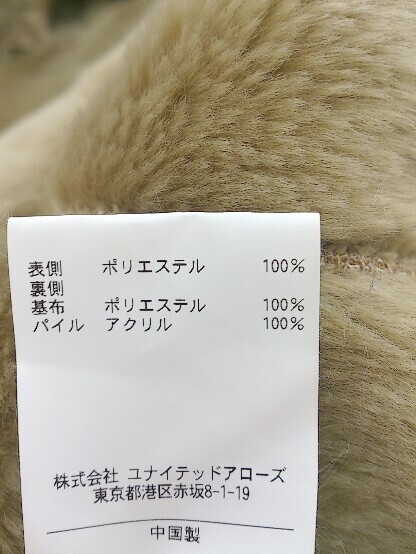 表側 ポリエステル 100%
裏側
基布 ポリエステル 100%
パイル アクリル 100%
株式会社 ユナイテッドアローズ
東京都港区赤坂8-1-19
中国製